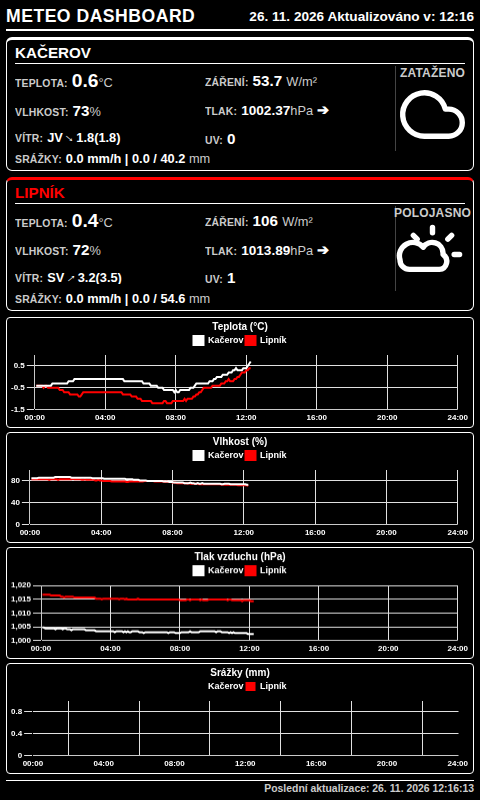 METEO DASHBOARD 26. 11. 2026 Aktualizováno v: 12:16
KAČEROV
TEPLOTA: 0.6°C
ZÁŘENÍ: 53.7 W/m²
ZATAŽENO
VLHKOST: 73%
TLAK: 1002.37hPa ➔
VÍTR: JV → 1.8(1.8)
UV: 0
SRÁŽKY: 0.0 mm/h | 0.0 / 40.2 mm
LIPNÍK
TEPLOTA: 0.4°C
ZÁŘENÍ: 106 W/m²
POLOJASNO
VLHKOST: 72%
TLAK: 1013.89hPa ➔
VÍTR: SV → 3.2(3.5)
UV: 1
SRÁŽKY: 0.0 mm/h | 0.0 / 54.6 mm
Teplota (°C)
Kačerov Lipník
0.5
-0.5
-1.5
00:00 04:00 08:00 12:00 16:00 20:00 24:00
Vlhkost (%)
Kačerov Lipník
80
40
0
00:00 04:00 08:00 12:00 16:00 20:00 24:00
Tlak vzduchu (hPa)
Kačerov Lipník
1,020
1,015
1,010
1,005
1,000
00:00 04:00 08:00 12:00 16:00 20:00 24:00
Srážky (mm)
Kačerov Lipník
0.8
0.4
0
00:00 04:00 08:00 12:00 16:00 20:00 24:00
Poslední aktualizace: 26. 11. 2026 12:16:13